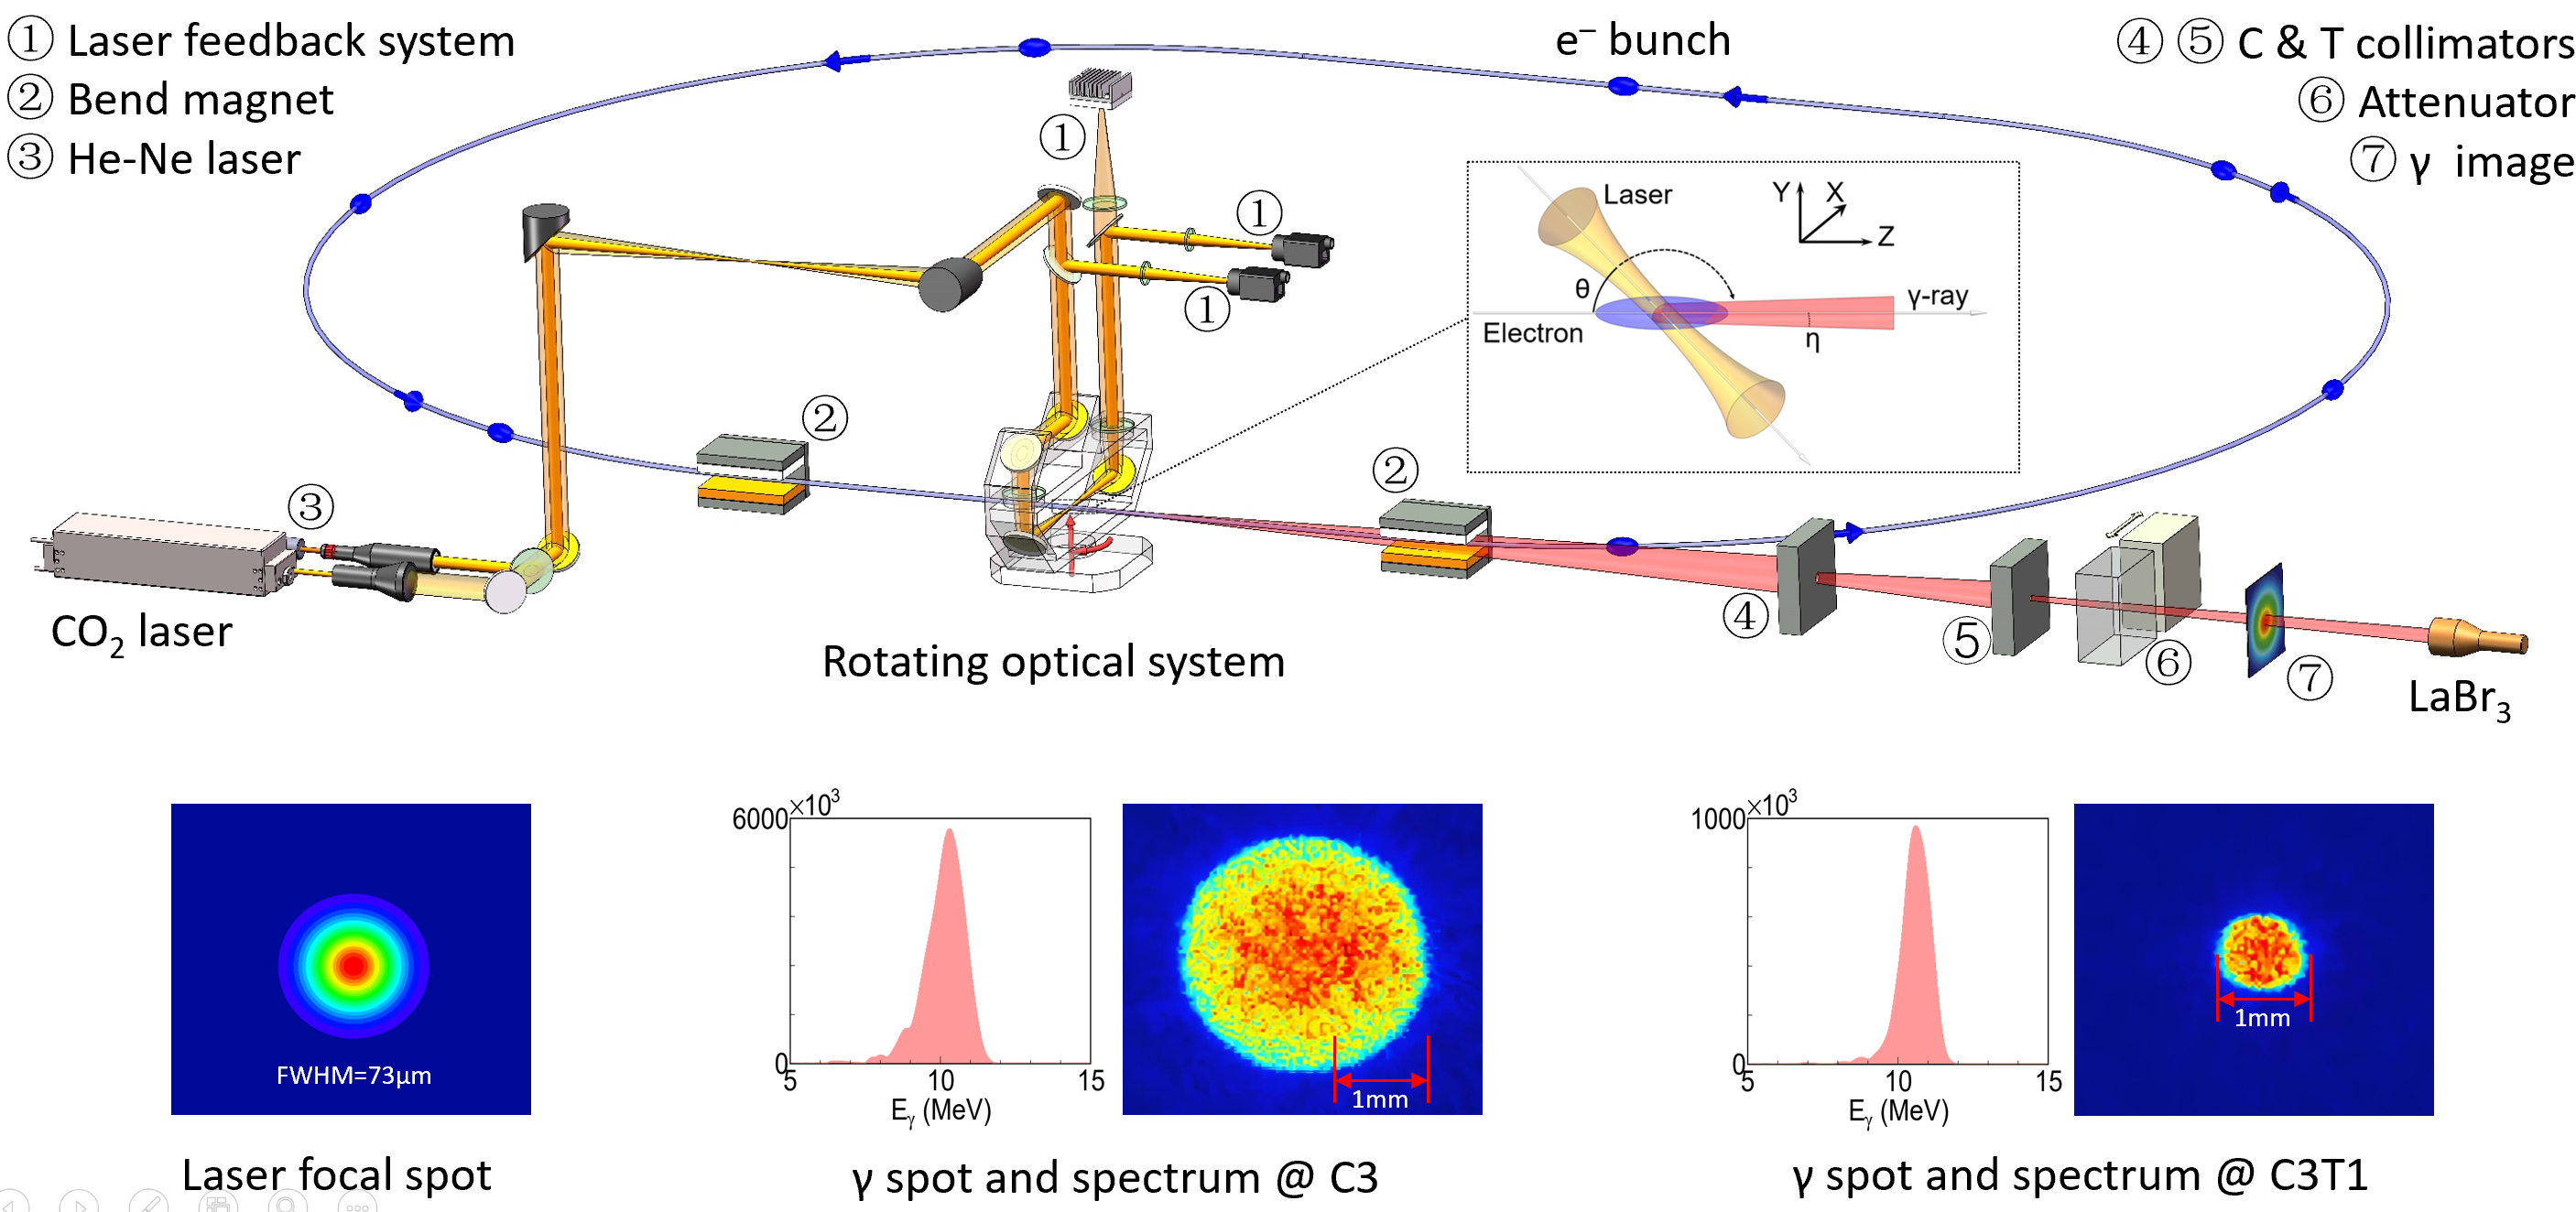 ① Laser feedback system
② Bend magnet
③ He-Ne laser
e⁻ bunch
④ ⑤ C & T collimators
⑥ Attenuator
⑦ γ image
①
①
①
Laser
Y
X
Z
θ
γ-ray
Electron
η
②
②
③
CO₂ laser
Rotating optical system
④
⑤
⑥
⑦
LaBr₃
FWHM=73μm
Laser focal spot
6000
×10³
0
5
10
15
Eγ (MeV)
1mm
γ spot and spectrum @ C3
1000
×10³
0
5
10
15
Eγ (MeV)
1mm
γ spot and spectrum @ C3T1